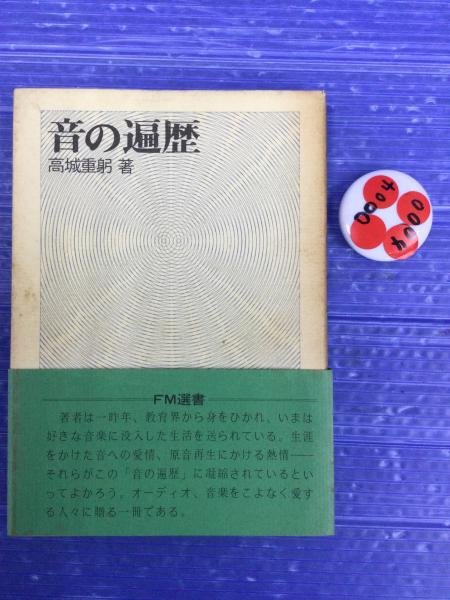 音の遍歴
高城重躬 著
FM選書
著者は一昨年、教育界から身をひかれ、いまは
好きな音楽に没入した生活を送られている。生涯
をかけた音への愛情、原音再生にかける熱情——
それらがこの「音の遍歴」に凝縮されているとい
ってよかろう。オーディオ、音楽をこよなく愛す
る人々に贈る一冊である。
0004
0004